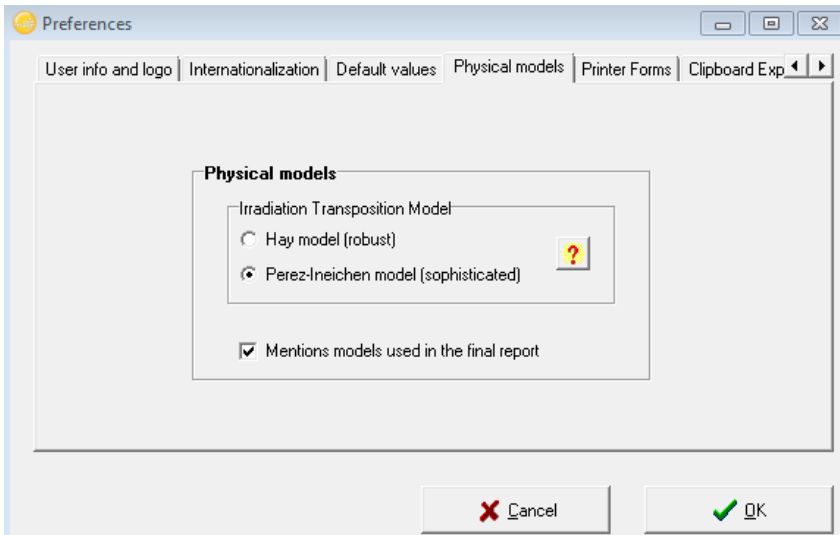 Preferences
User info and logo Internationalization Default values Physical models Printer Forms Clipboard Exp
Physical models
Irradiation Transposition Model
Hay model (robust)
?
Perez-Ineichen model (sophisticated)
Mentions models used in the final report
Cancel OK